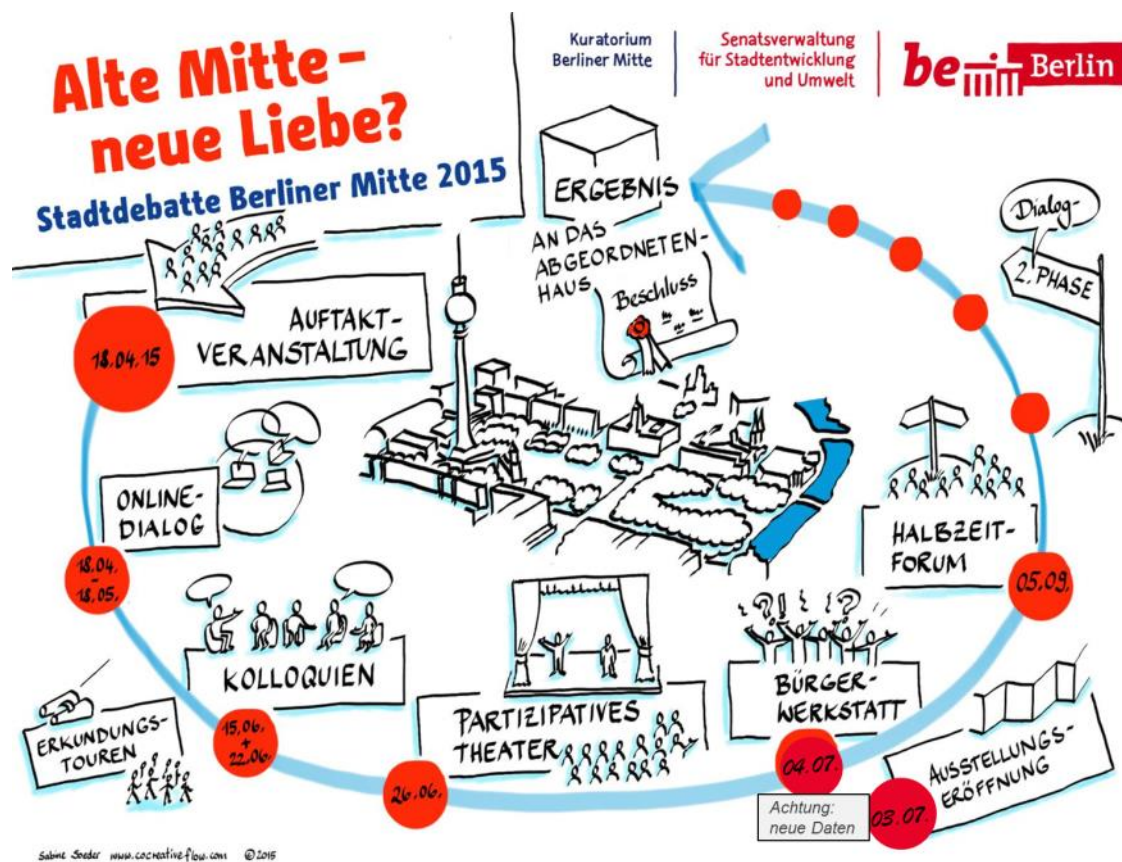 Alte Mitte –
neue Liebe?
Stadtdebatte Berliner Mitte 2015
Kuratorium
Berliner Mitte
Senatsverwaltung
für Stadtentwicklung
und Umwelt
be Berlin
ERGEBNIS
AN DAS
ABGEORDNETEN-
HAUS
Beschluss
Dialog-
2. PHASE
AUFTAKT-
VERANSTALTUNG
18.04.15
ONLINE-
DIALOG
18.04.
–
18.05.
KOLLOQUIEN
15.06.
+
22.06.
ERKUNDUNGS-
TOUREN
PARTIZIPATIVES
THEATER
26.06.
?!
?
BÜRGER-
WERKSTATT
04.07.
Achtung:
neue Daten
03.07.
AUSSTELLUNGS-
ERÖFFNUNG
HALBZEIT-
FORUM
05.09.
Sabine Soeder www.cocreativeflow.com ©2015